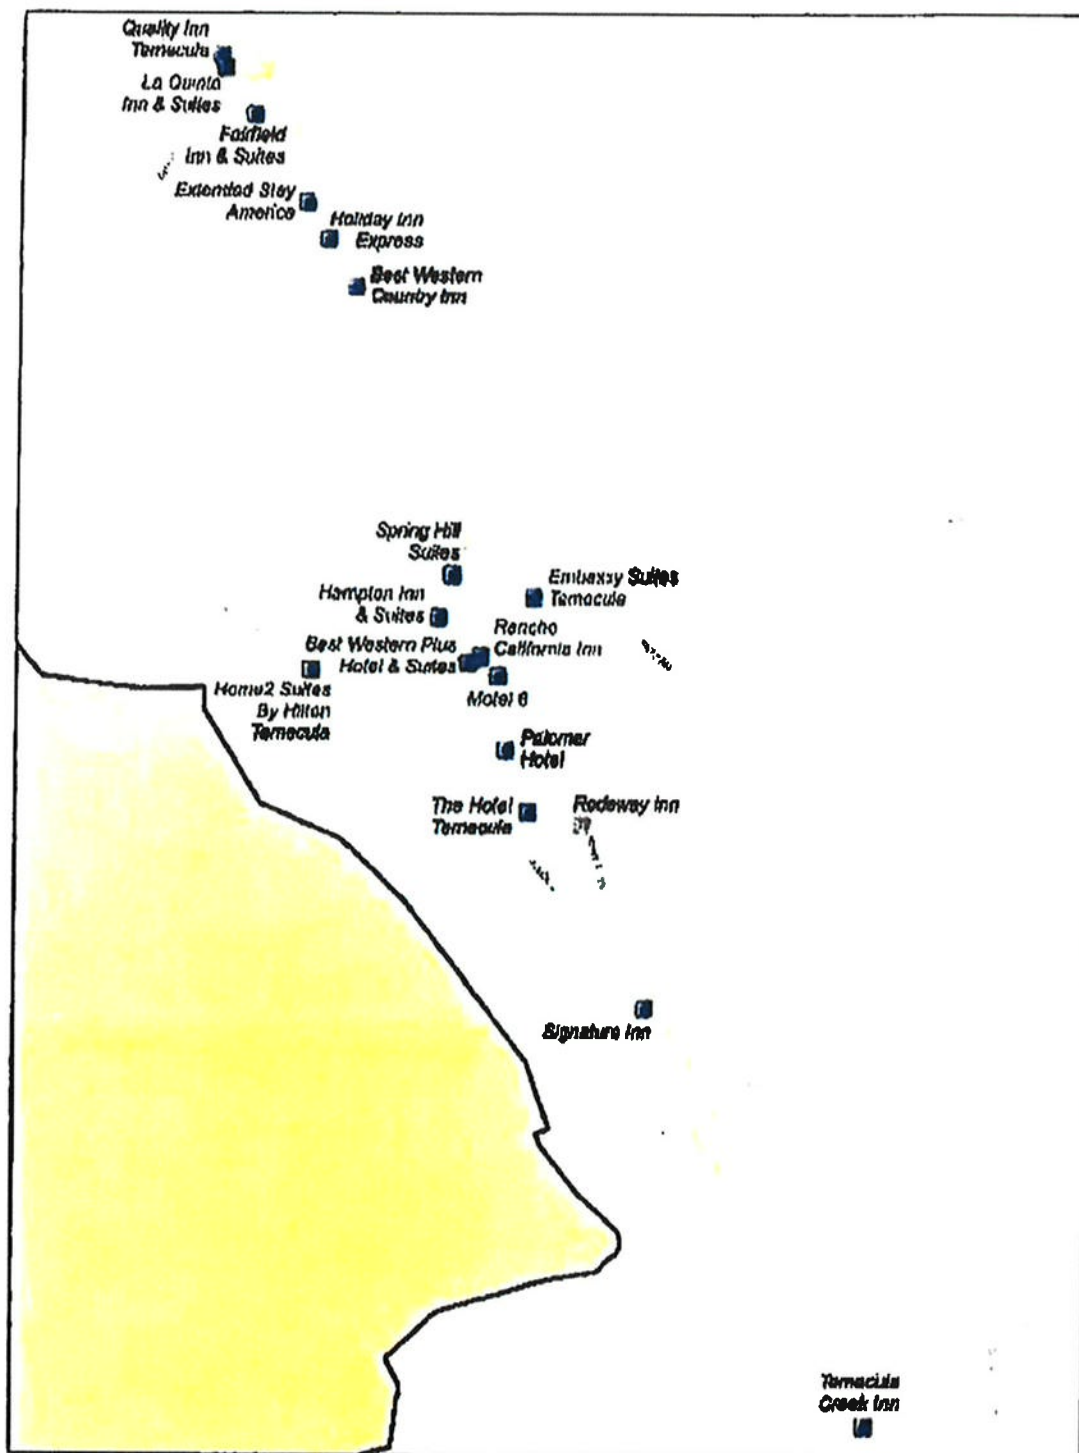 Quality Inn
Temecula
La Quinta
Inn & Suites
Fairfield
Inn & Suites
Extended Stay
America
Holiday Inn
Express
Best Western
Country Inn
Spring Hill
Suites
Embassy Suites
Temecula
Hampton Inn
& Suites
Rancho
California Inn
Best Western Plus
Hotel & Suites
Motel 6
Home2 Suites
By Hilton
Temecula
Palomar
Hotel
The Hotel
Temecula
Rodeway Inn
Signature Inn
Temecula
Creek Inn